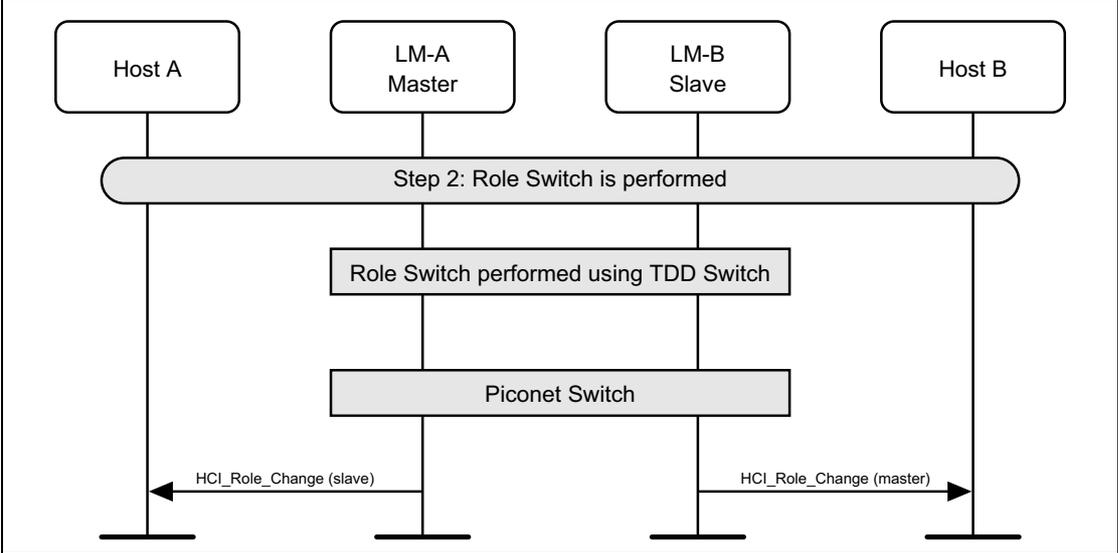 Host A
LM-A
Master
LM-B
Slave
Host B
Step 2: Role Switch is performed
Role Switch performed using TDD Switch
Piconet Switch
HCI_Role_Change (slave)
HCI_Role_Change (master)